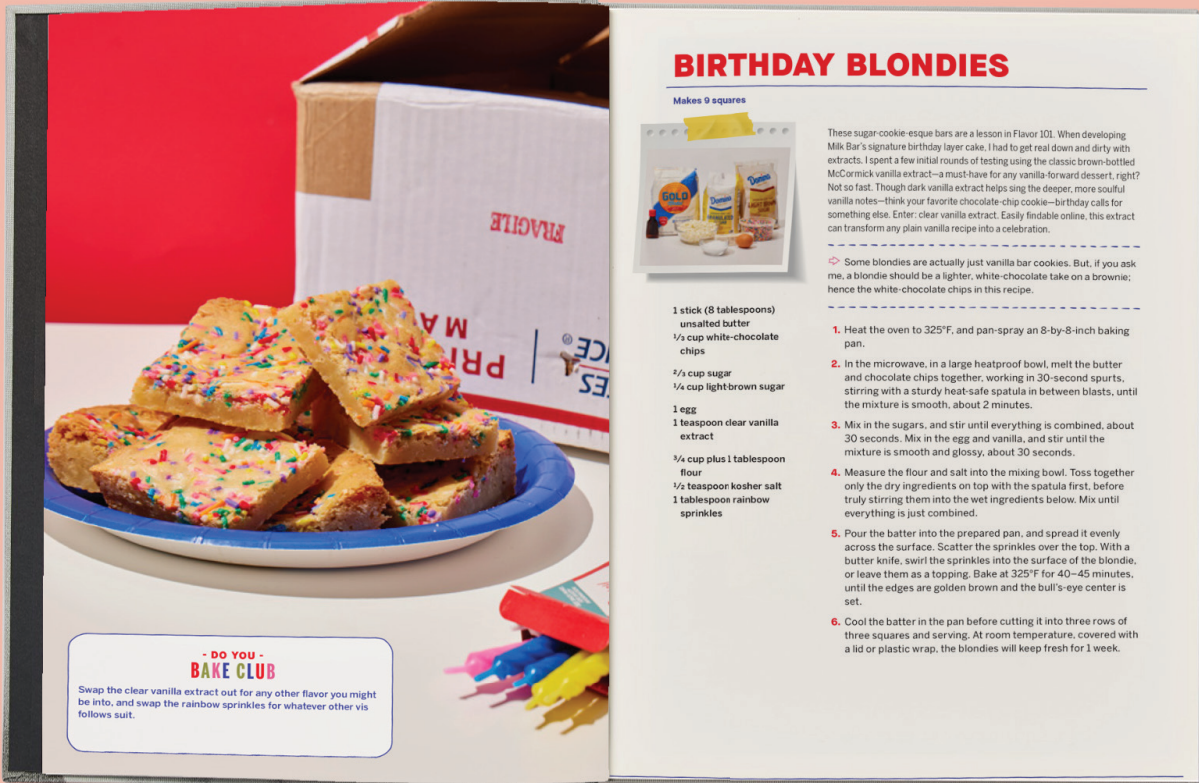 FRAGILE
PRI
MA
ES
ICE
®
- DO YOU -
BAKE CLUB
Swap the clear vanilla extract out for any other flavor you might
be into, and swap the rainbow sprinkles for whatever other vis
follows suit.
BIRTHDAY BLONDIES
Makes 9 squares
GOLD
Domino
Domino
LIGHT BROWN
1 stick (8 tablespoons)
unsalted butter
1/3 cup white-chocolate
chips
2/3 cup sugar
1/4 cup light-brown sugar
1 egg
1 teaspoon clear vanilla
extract
3/4 cup plus 1 tablespoon
flour
1/2 teaspoon kosher salt
1 tablespoon rainbow
sprinkles
These sugar-cookie-esque bars are a lesson in Flavor 101. When developing
Milk Bar's signature birthday layer cake, I had to get real down and dirty with
extracts. I spent a few initial rounds of testing using the classic brown-bottled
McCormick vanilla extract—a must-have for any vanilla-forward dessert, right?
Not so fast. Though dark vanilla extract helps sing the deeper, more soulful
vanilla notes—think your favorite chocolate-chip cookie—birthday calls for
something else. Enter: clear vanilla extract. Easily findable online, this extract
can transform any plain vanilla recipe into a celebration.
Some blondies are actually just vanilla bar cookies. But, if you ask
me, a blondie should be a lighter, white-chocolate take on a brownie;
hence the white-chocolate chips in this recipe.
1. Heat the oven to 325°F, and pan-spray an 8-by-8-inch baking
pan.
2. In the microwave, in a large heatproof bowl, melt the butter
and chocolate chips together, working in 30-second spurts,
stirring with a sturdy heat-safe spatula in between blasts, until
the mixture is smooth, about 2 minutes.
3. Mix in the sugars, and stir until everything is combined, about
30 seconds. Mix in the egg and vanilla, and stir until the
mixture is smooth and glossy, about 30 seconds.
4. Measure the flour and salt into the mixing bowl. Toss together
only the dry ingredients on top with the spatula first, before
truly stirring them into the wet ingredients below. Mix until
everything is just combined.
5. Pour the batter into the prepared pan, and spread it evenly
across the surface. Scatter the sprinkles over the top. With a
butter knife, swirl the sprinkles into the surface of the blondie,
or leave them as a topping. Bake at 325°F for 40–45 minutes,
until the edges are golden brown and the bull's-eye center is
set.
6. Cool the batter in the pan before cutting it into three rows of
three squares and serving. At room temperature, covered with
a lid or plastic wrap, the blondies will keep fresh for 1 week.